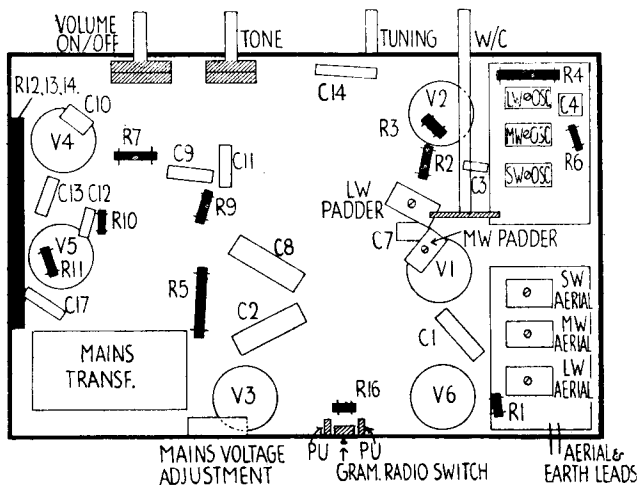 VOLUME
ON/OFF
TONE
TUNING
W/C
R12,13,14.
C10
V4
R7
C9
C11
C14
V2
R3
R2
C3
R4
LW OSC
C4
MW OSC
R6
SW OSC
C13
C12
R10
R9
LW
PADDER
C7
MW PADDER
V5
R11
C8
V1
C17
R5
C2
C1
SW
AERIAL
MW
AERIAL
LW
AERIAL
MAINS
TRANSF.
V3
R16
V6
R1
MAINS VOLTAGE
ADJUSTMENT
PU
PU
GRAM. RADIO SWITCH
AERIAL &
EARTH LEADS